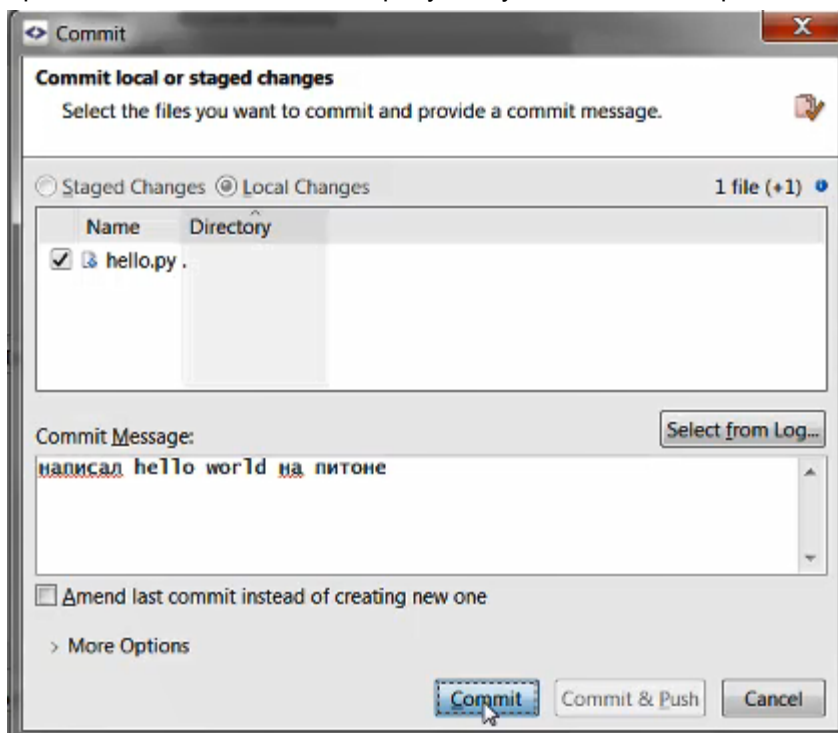 Commit
Commit local or staged changes
Select the files you want to commit and provide a commit message.
Staged Changes Local Changes 1 file (+1)
Name Directory
hello.py .
Commit Message: Select from Log...
написал hello world на питоне
Amend last commit instead of creating new one
> More Options
Commit Commit & Push Cancel